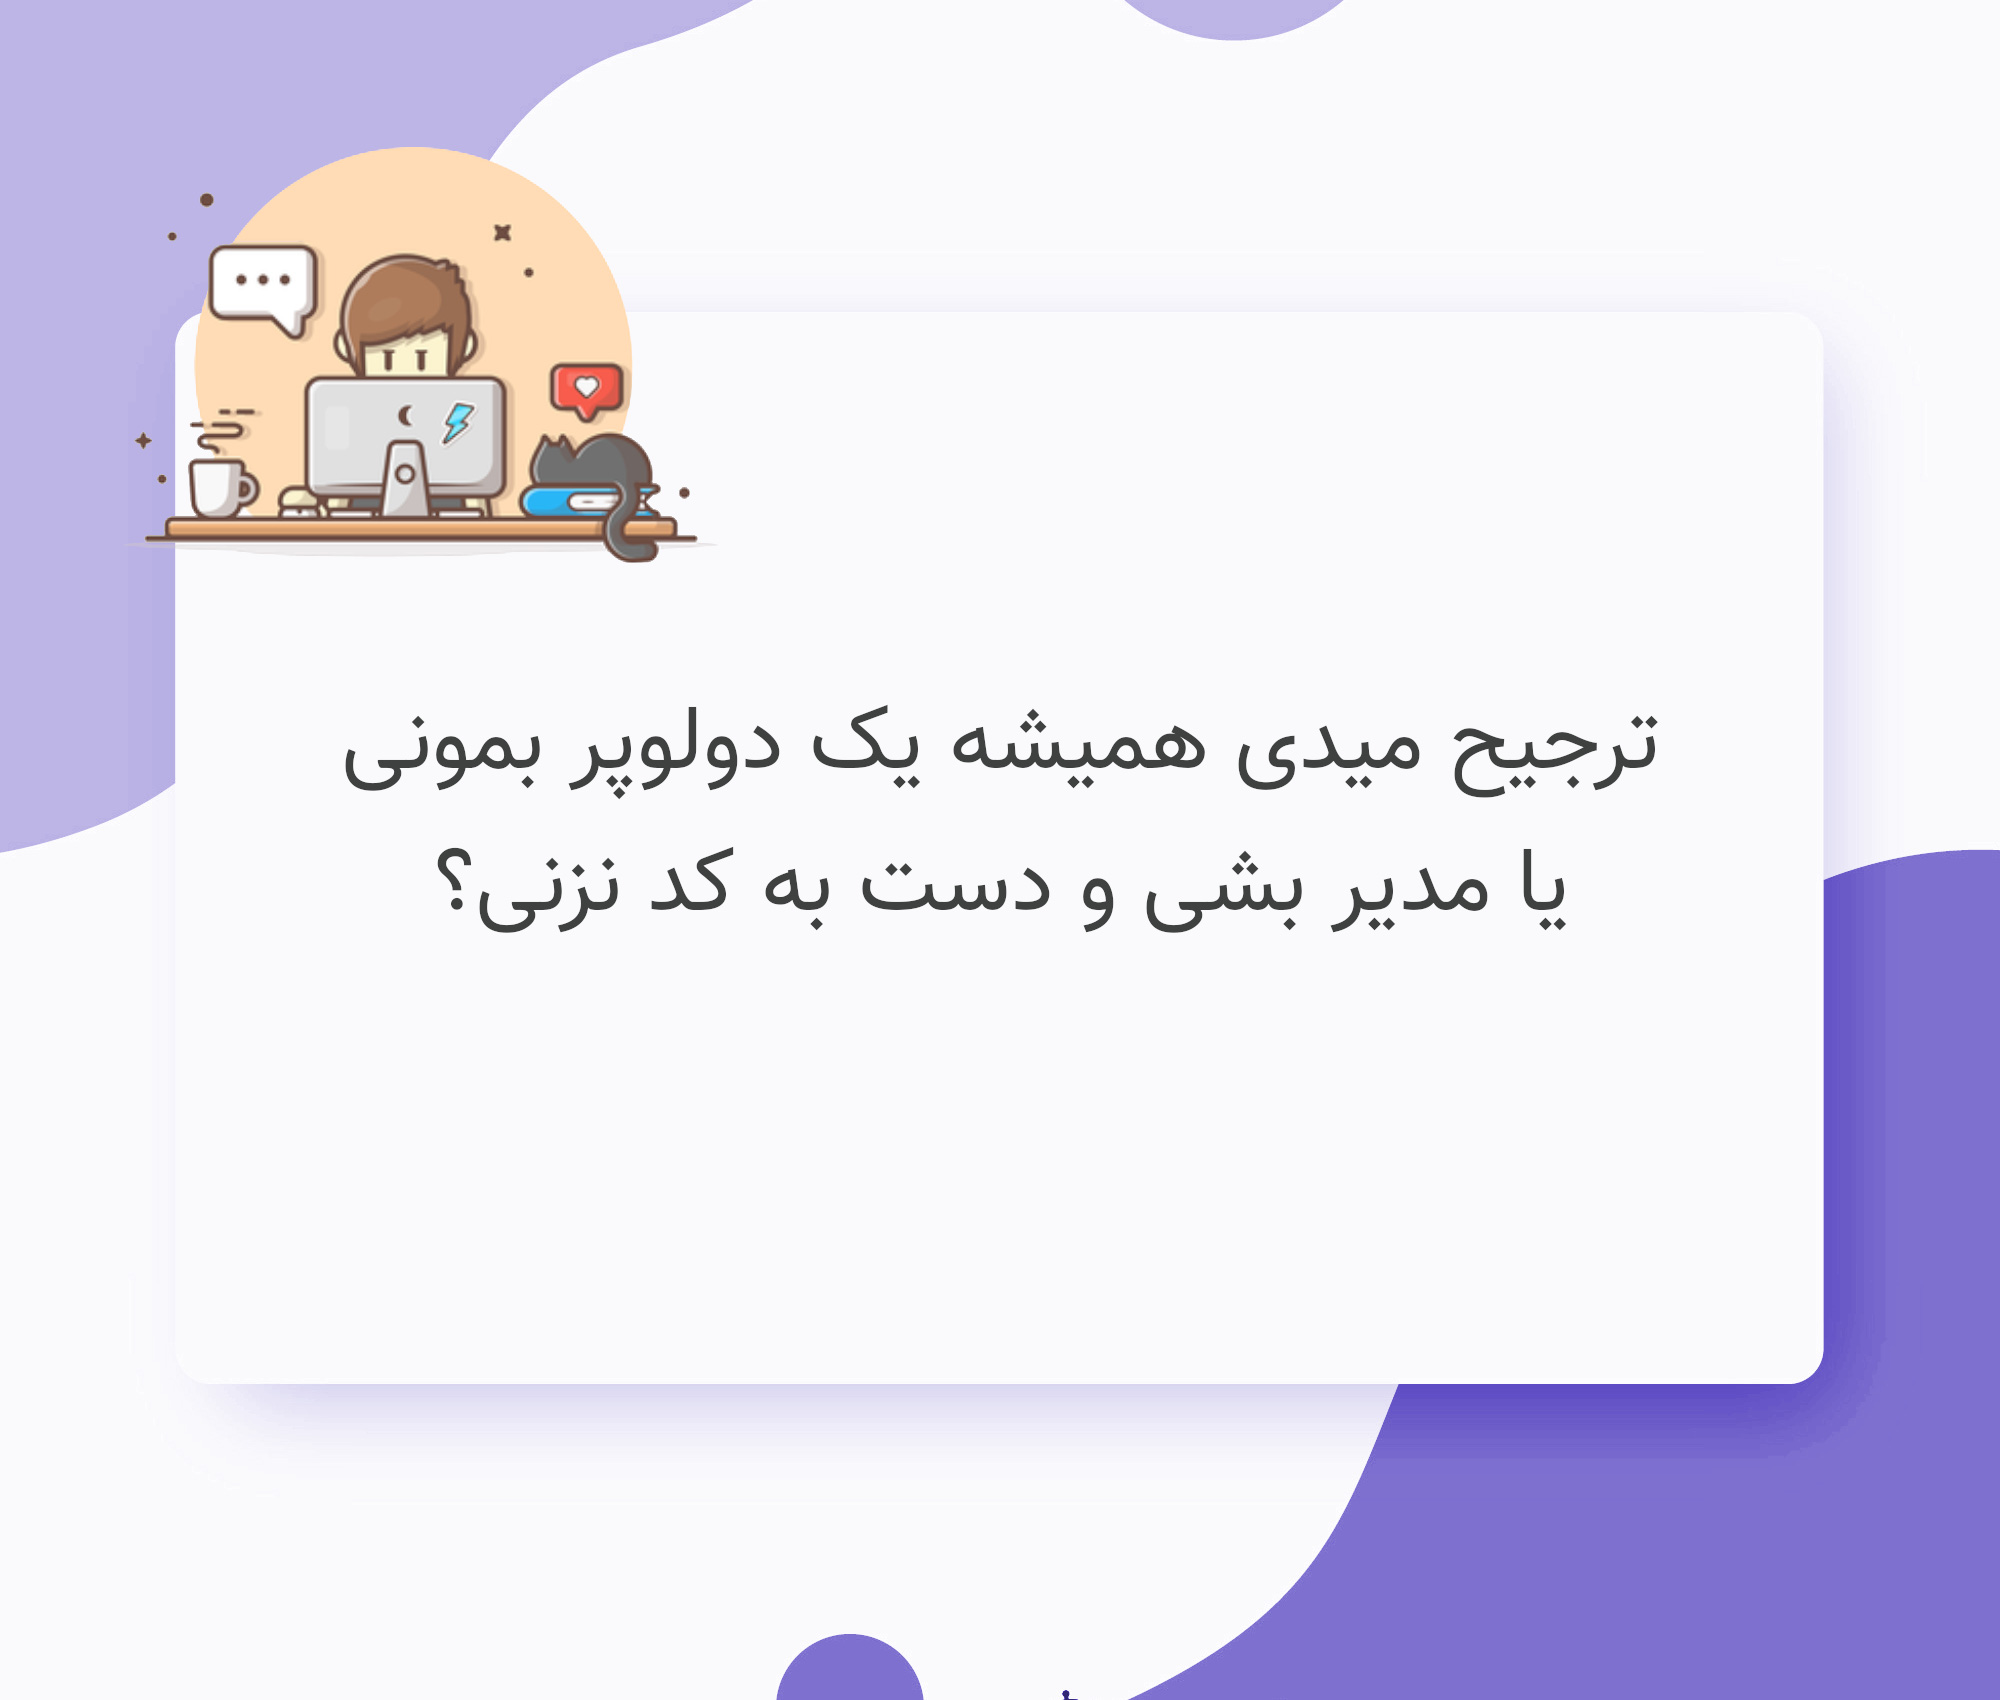 ترجیح میدی همیشه یک دولوپر بمونی
یا مدیر بشی و دست به کد نزنی؟